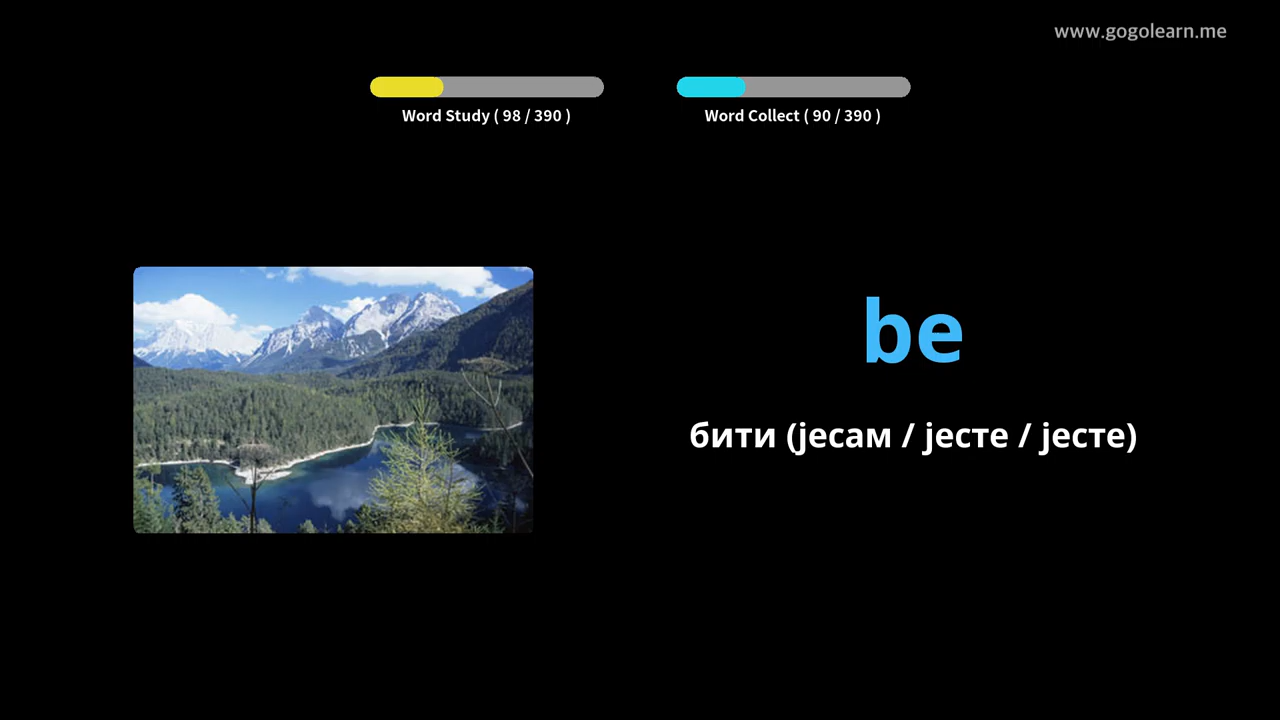 www.gogolearn.me
Word Study ( 98 / 390 )
Word Collect ( 90 / 390 )
be
бити (јесам / јесте / јесте)